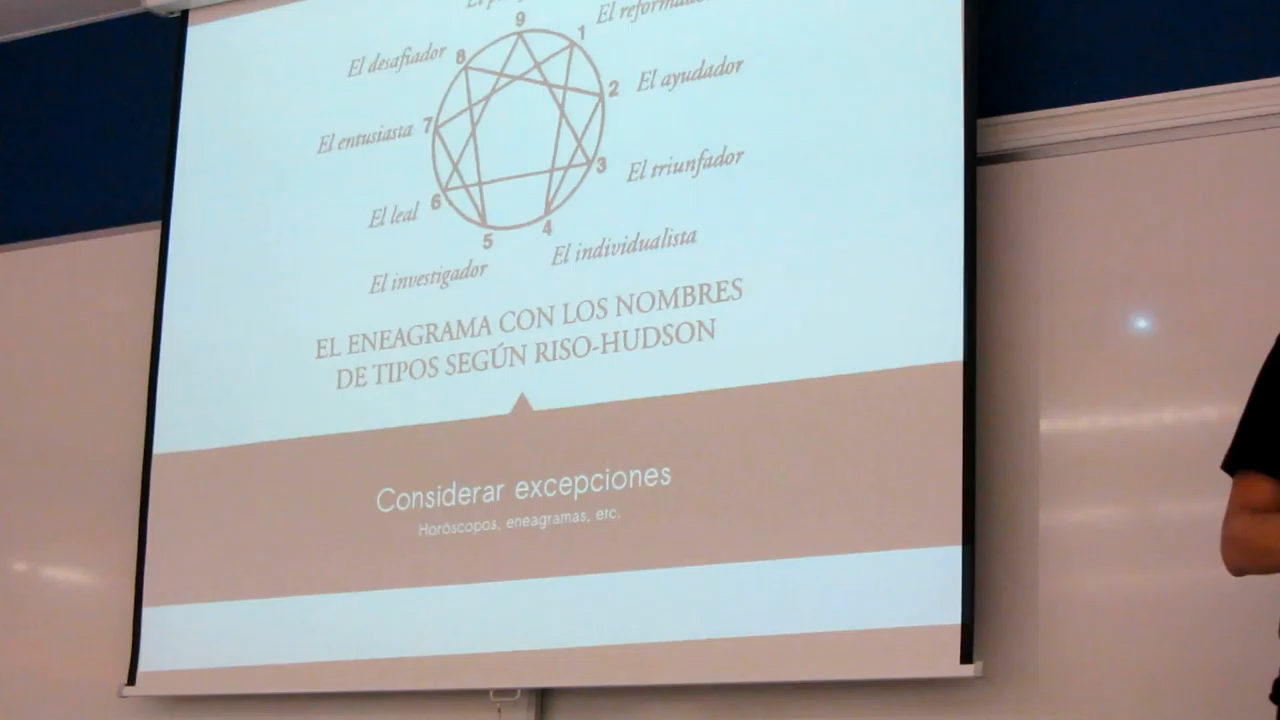 9
1
El desafiador 8
2 El ayudador
El entusiasta 7
3 El triunfador
El leal 6
5
4
El individualista
El investigador
EL ENEAGRAMA CON LOS NOMBRES
DE TIPOS SEGÚN RISO-HUDSON
Considerar excepciones
Horóscopos, eneagramas, etc.